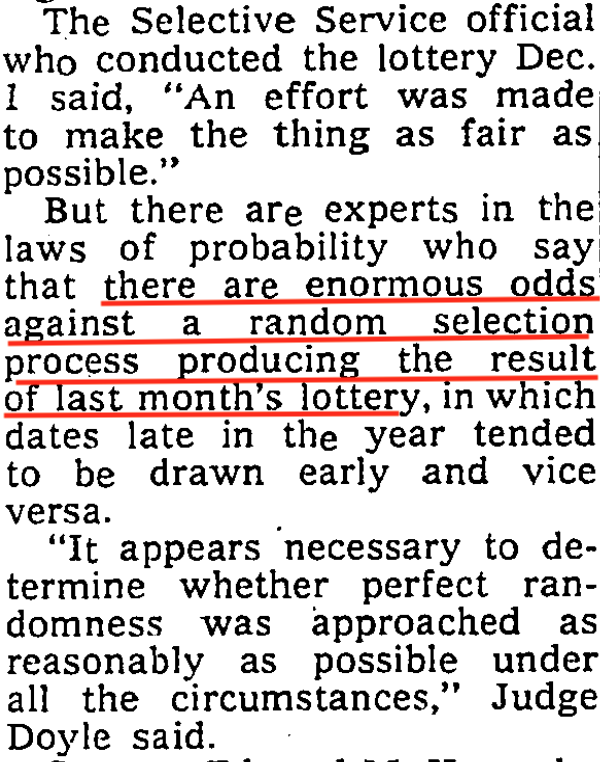 The Selective Service official
who conducted the lottery Dec.
1 said, "An effort was made
to make the thing as fair as
possible."
But there are experts in the
laws of probability who say
that there are enormous odds
against a random selection
process producing the result
of last month's lottery, in which
dates late in the year tended
to be drawn early and vice
versa.
"It appears necessary to de-
termine whether perfect ran-
domness was approached as
reasonably as possible under
all the circumstances," Judge
Doyle said.